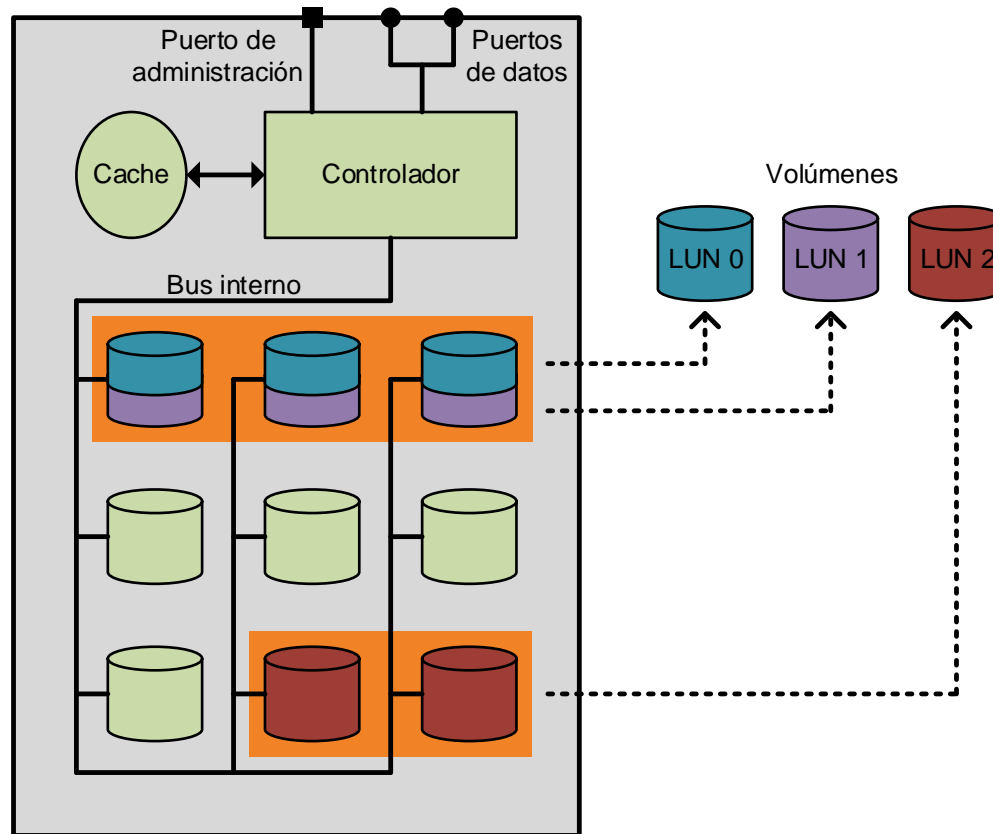 Puerto de
administración
Puertos
de datos
Cache
Controlador
Bus interno
Volúmenes
LUN 0
LUN 1
LUN 2